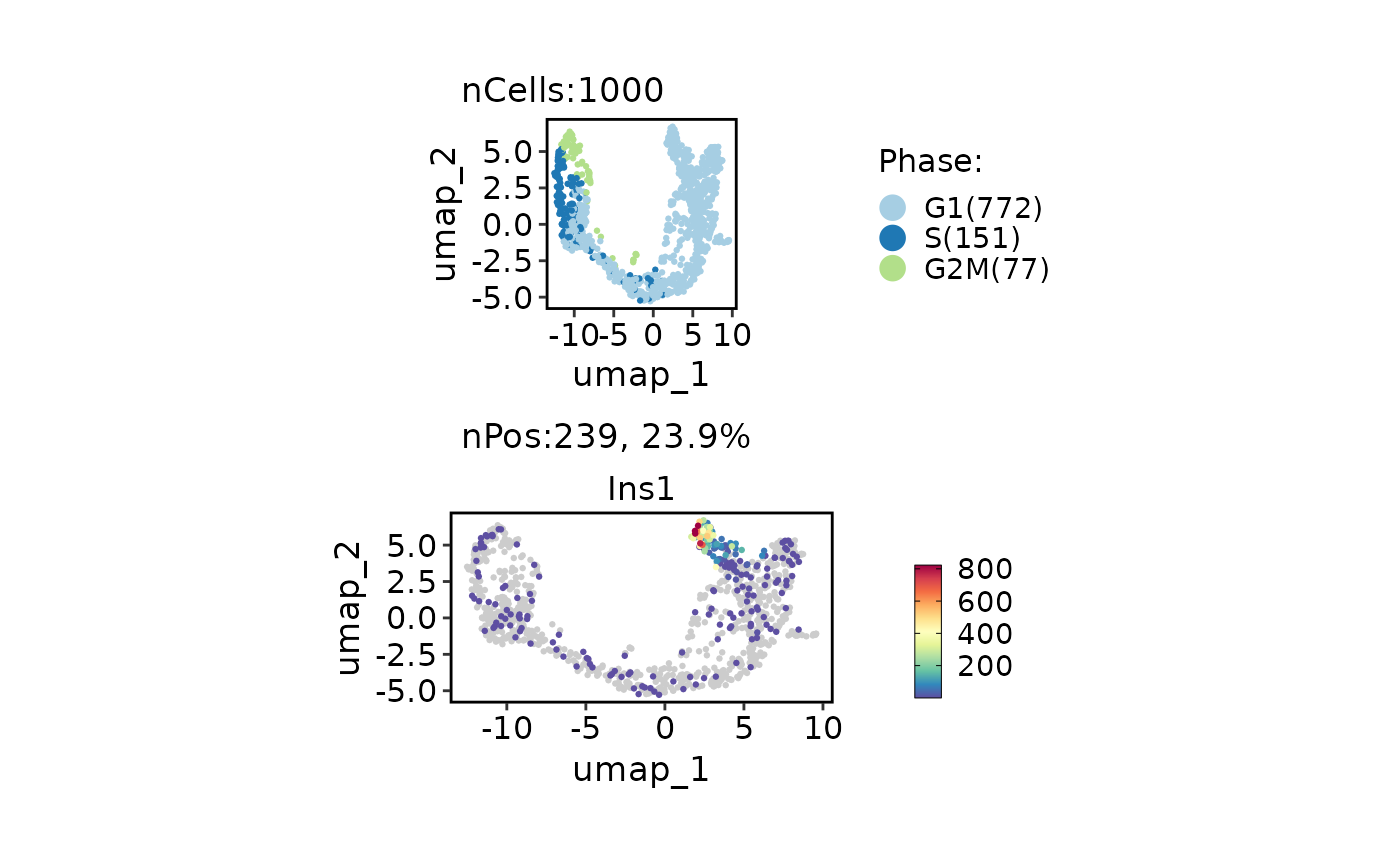 nCells:1000
umap_2
5.0
2.5
0.0
-2.5
-5.0
-10 -5 0 5 10
umap_1
Phase:
G1(772)
S(151)
G2M(77)
nPos:239, 23.9%
Ins1
umap_2
5.0
2.5
0.0
-2.5
-5.0
-10 -5 0 5 10
umap_1
800
600
400
200